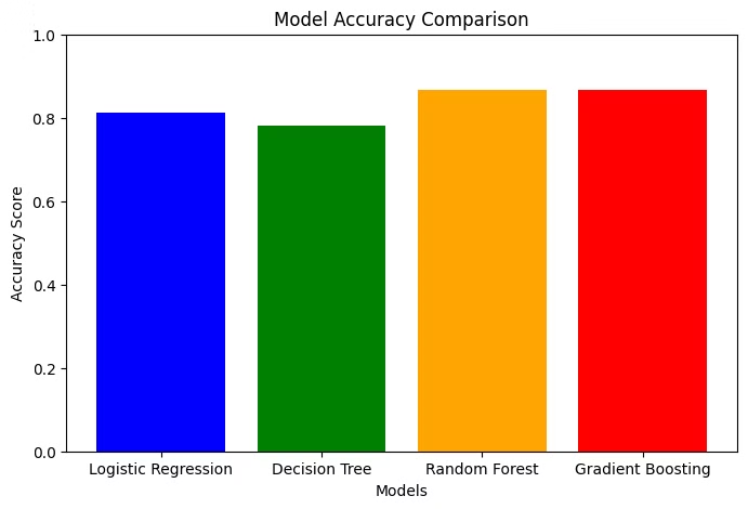 Model Accuracy Comparison
1.0
0.8
0.6
0.4
0.2
0.0
Accuracy Score
Logistic Regression
Decision Tree
Random Forest
Gradient Boosting
Models